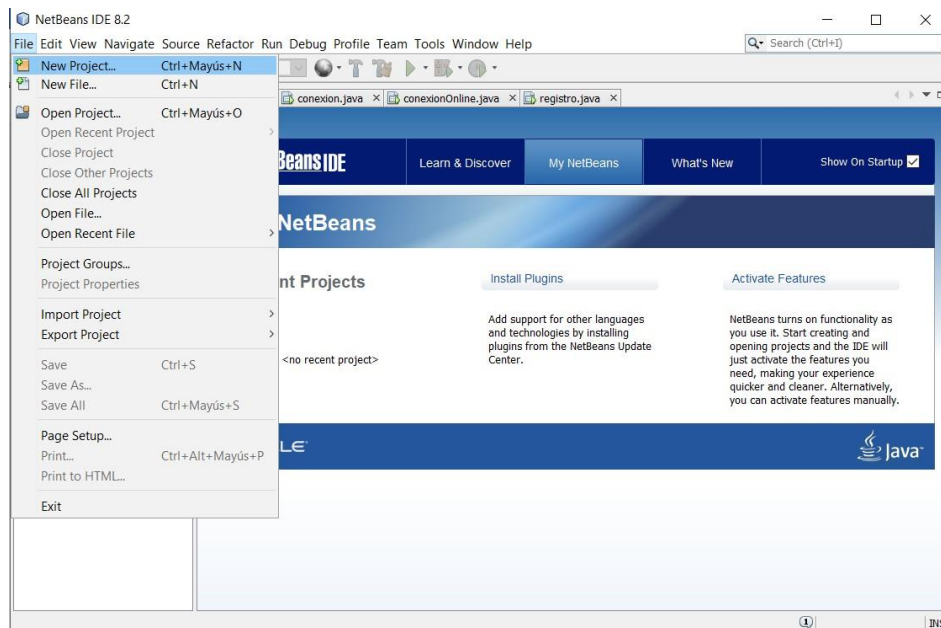 NetBeans IDE 8.2
File Edit View Navigate Source Refactor Run Debug Profile Team Tools Window Help
Search (Ctrl+I)
New Project... Ctrl+Mayús+N
New File... Ctrl+N
Open Project... Ctrl+Mayús+O
Open Recent Project
Close Project
Close Other Projects
Close All Projects
Open File...
Open Recent File
Project Groups...
Project Properties
Import Project
Export Project
Save Ctrl+S
Save As...
Save All Ctrl+Mayús+S
Page Setup...
Print... Ctrl+Alt+Mayús+P
Print to HTML...
Exit
conexion.java conexionOnline.java registro.java
Beans IDE Learn & Discover My NetBeans What's New Show On Startup
NetBeans
nt Projects
<no recent project>
Install Plugins
Add support for other languages
and technologies by installing
plugins from the NetBeans Update
Center.
Activate Features
NetBeans turns on functionality as
you use it. Start creating and
opening projects and the IDE will
just activate the features you
need, making your experience
quicker and cleaner. Alternatively,
you can activate features manually.
LE
Java
1
INS